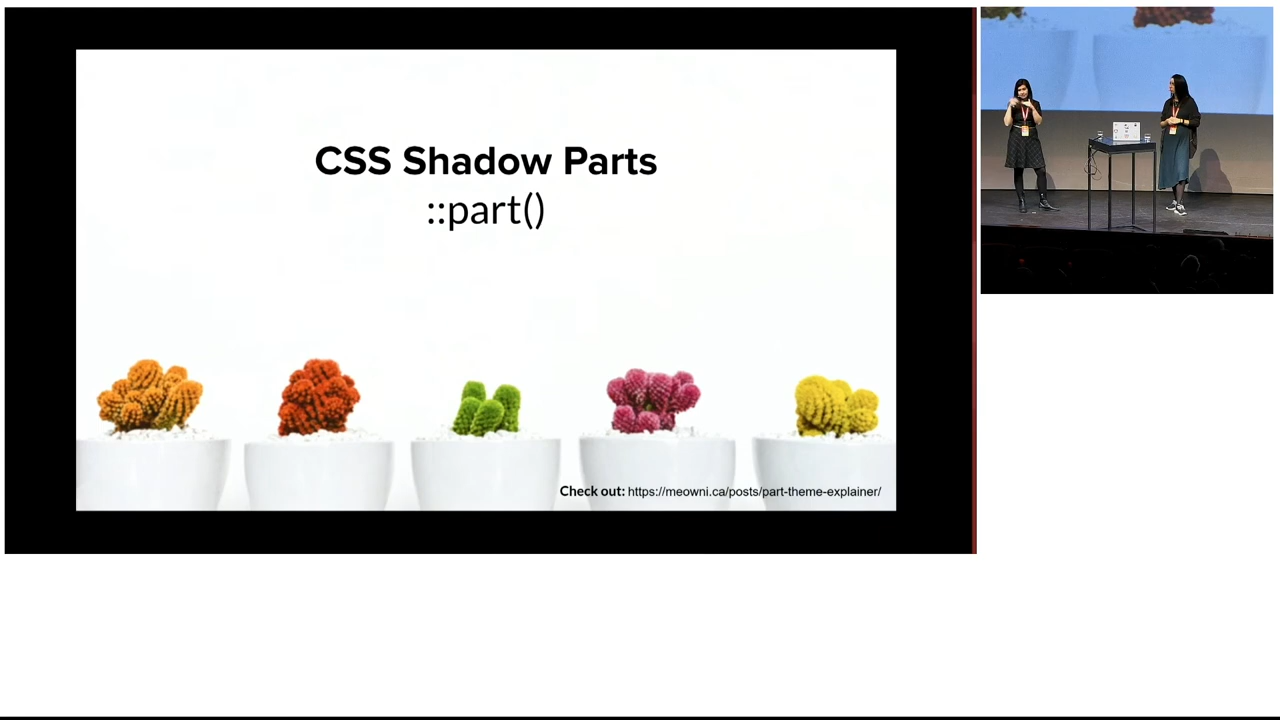 CSS Shadow Parts
::part()
Check out: https://meowni.ca/posts/part-theme-explainer/